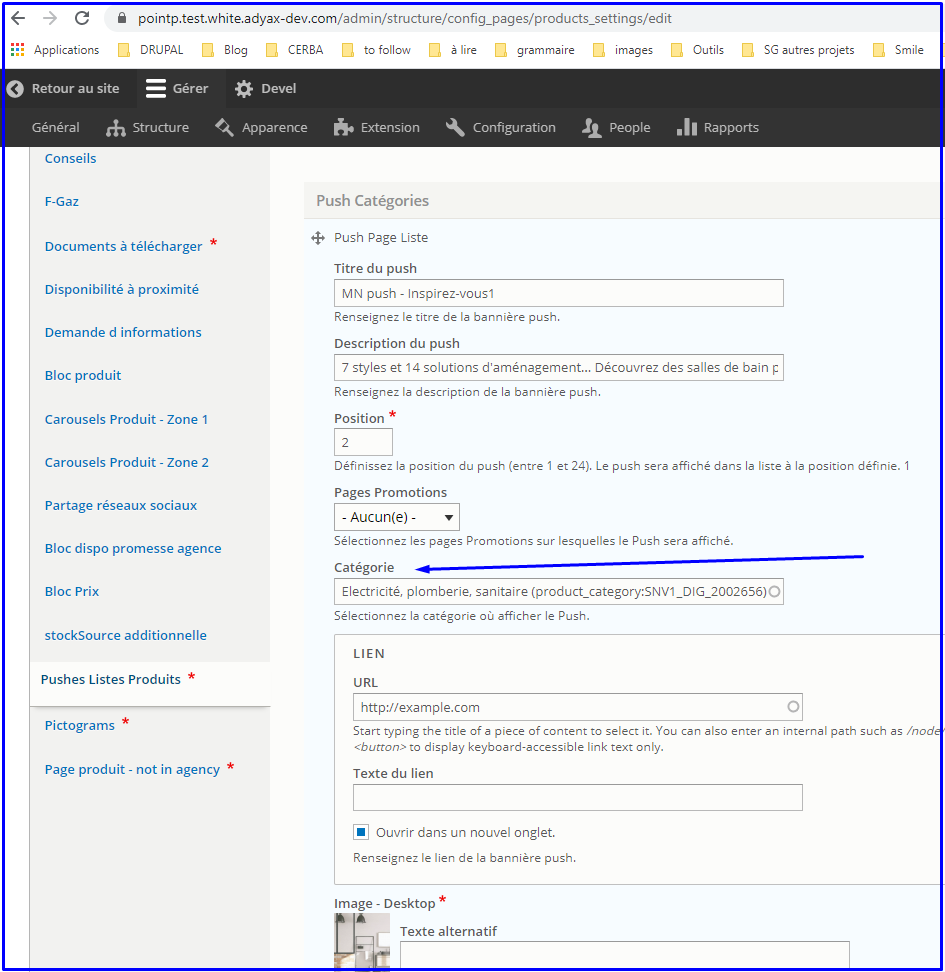 pointp.test.white.adyax-dev.com/admin/structure/config_pages/products_settings/edit
Applications DRUPAL Blog CERBA to follow à lire grammaire images Outils SG autres projets Smile
Retour au site Gérer Devel
Général Structure Apparence Extension Configuration People Rapports
Conseils
F-Gaz
Documents à télécharger *
Disponibilité à proximité
Demande d informations
Bloc produit
Carousels Produit - Zone 1
Carousels Produit - Zone 2
Partage réseaux sociaux
Bloc dispo promesse agence
Bloc Prix
stockSource additionnelle
Pushes Listes Produits *
Pictograms *
Page produit - not in agency *
Push Catégories
Push Page Liste
Titre du push
MN push - Inspirez-vous1
Renseignez le titre de la bannière push.
Description du push
7 styles et 14 solutions d'aménagement... Découvrez des salles de bain p
Renseignez la description de la bannière push.
Position *
2
Définissez la position du push (entre 1 et 24). Le push sera affiché dans la liste à la position définie. 1
Pages Promotions
- Aucun(e) -
Sélectionnez les pages Promotions sur lesquelles le Push sera affiché.
Catégorie
Electricité, plomberie, sanitaire (product_category:SNV1_DIG_2002656)
Sélectionnez la catégorie où afficher le Push.
LIEN
URL
http://example.com
Start typing the title of a piece of content to select it. You can also enter an internal path such as /node/
<button> to display keyboard-accessible link text only.
Texte du lien
Ouvrir dans un nouvel onglet.
Renseignez le lien de la bannière push.
Image - Desktop *
Texte alternatif